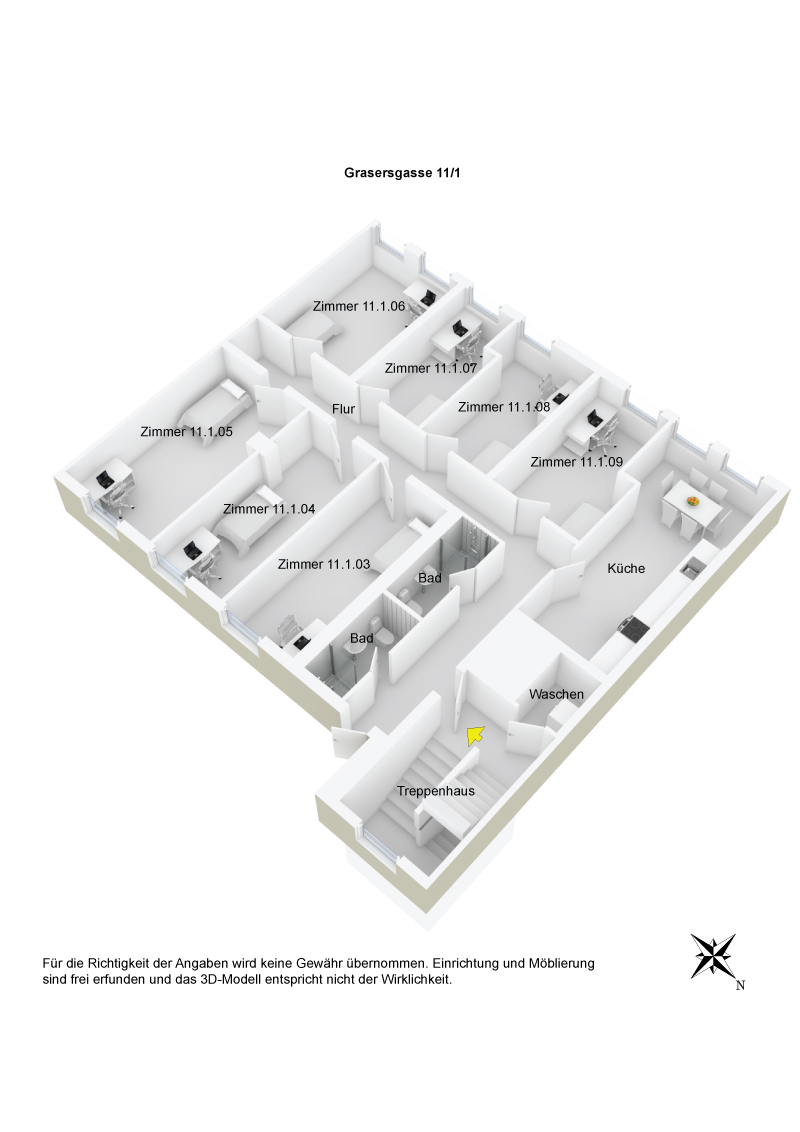 Grasersgasse 11/1
Zimmer 11.1.06
Zimmer 11.1.07
Flur
Zimmer 11.1.08
Zimmer 11.1.05
Zimmer 11.1.09
Zimmer 11.1.04
Zimmer 11.1.03
Küche
Bad
Bad
Waschen
Treppenhaus
Für die Richtigkeit der Angaben wird keine Gewähr übernommen. Einrichtung und Möblierung
sind frei erfunden und das 3D-Modell entspricht nicht der Wirklichkeit.
N